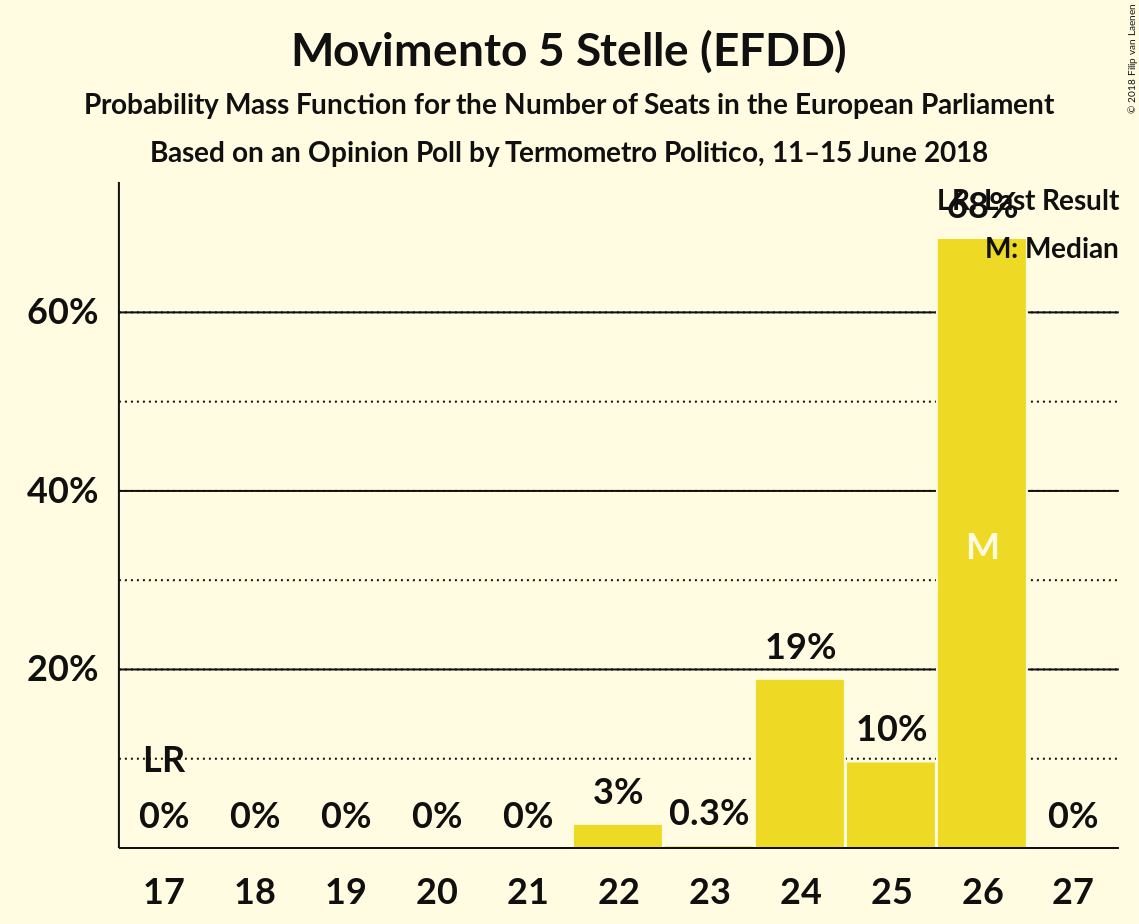 Movimento 5 Stelle (EFDD)
Probability Mass Function for the Number of Seats in the European Parliament
Based on an Opinion Poll by Termometro Politico, 11–15 June 2018
© 2018 Filip van Laenen
LR: Last Result
M: Median
68%
60%
40%
M
20%
19%
10%
LR
3%
0.3%
0% 0% 0% 0% 0% 0%
17 18 19 20 21 22 23 24 25 26 27